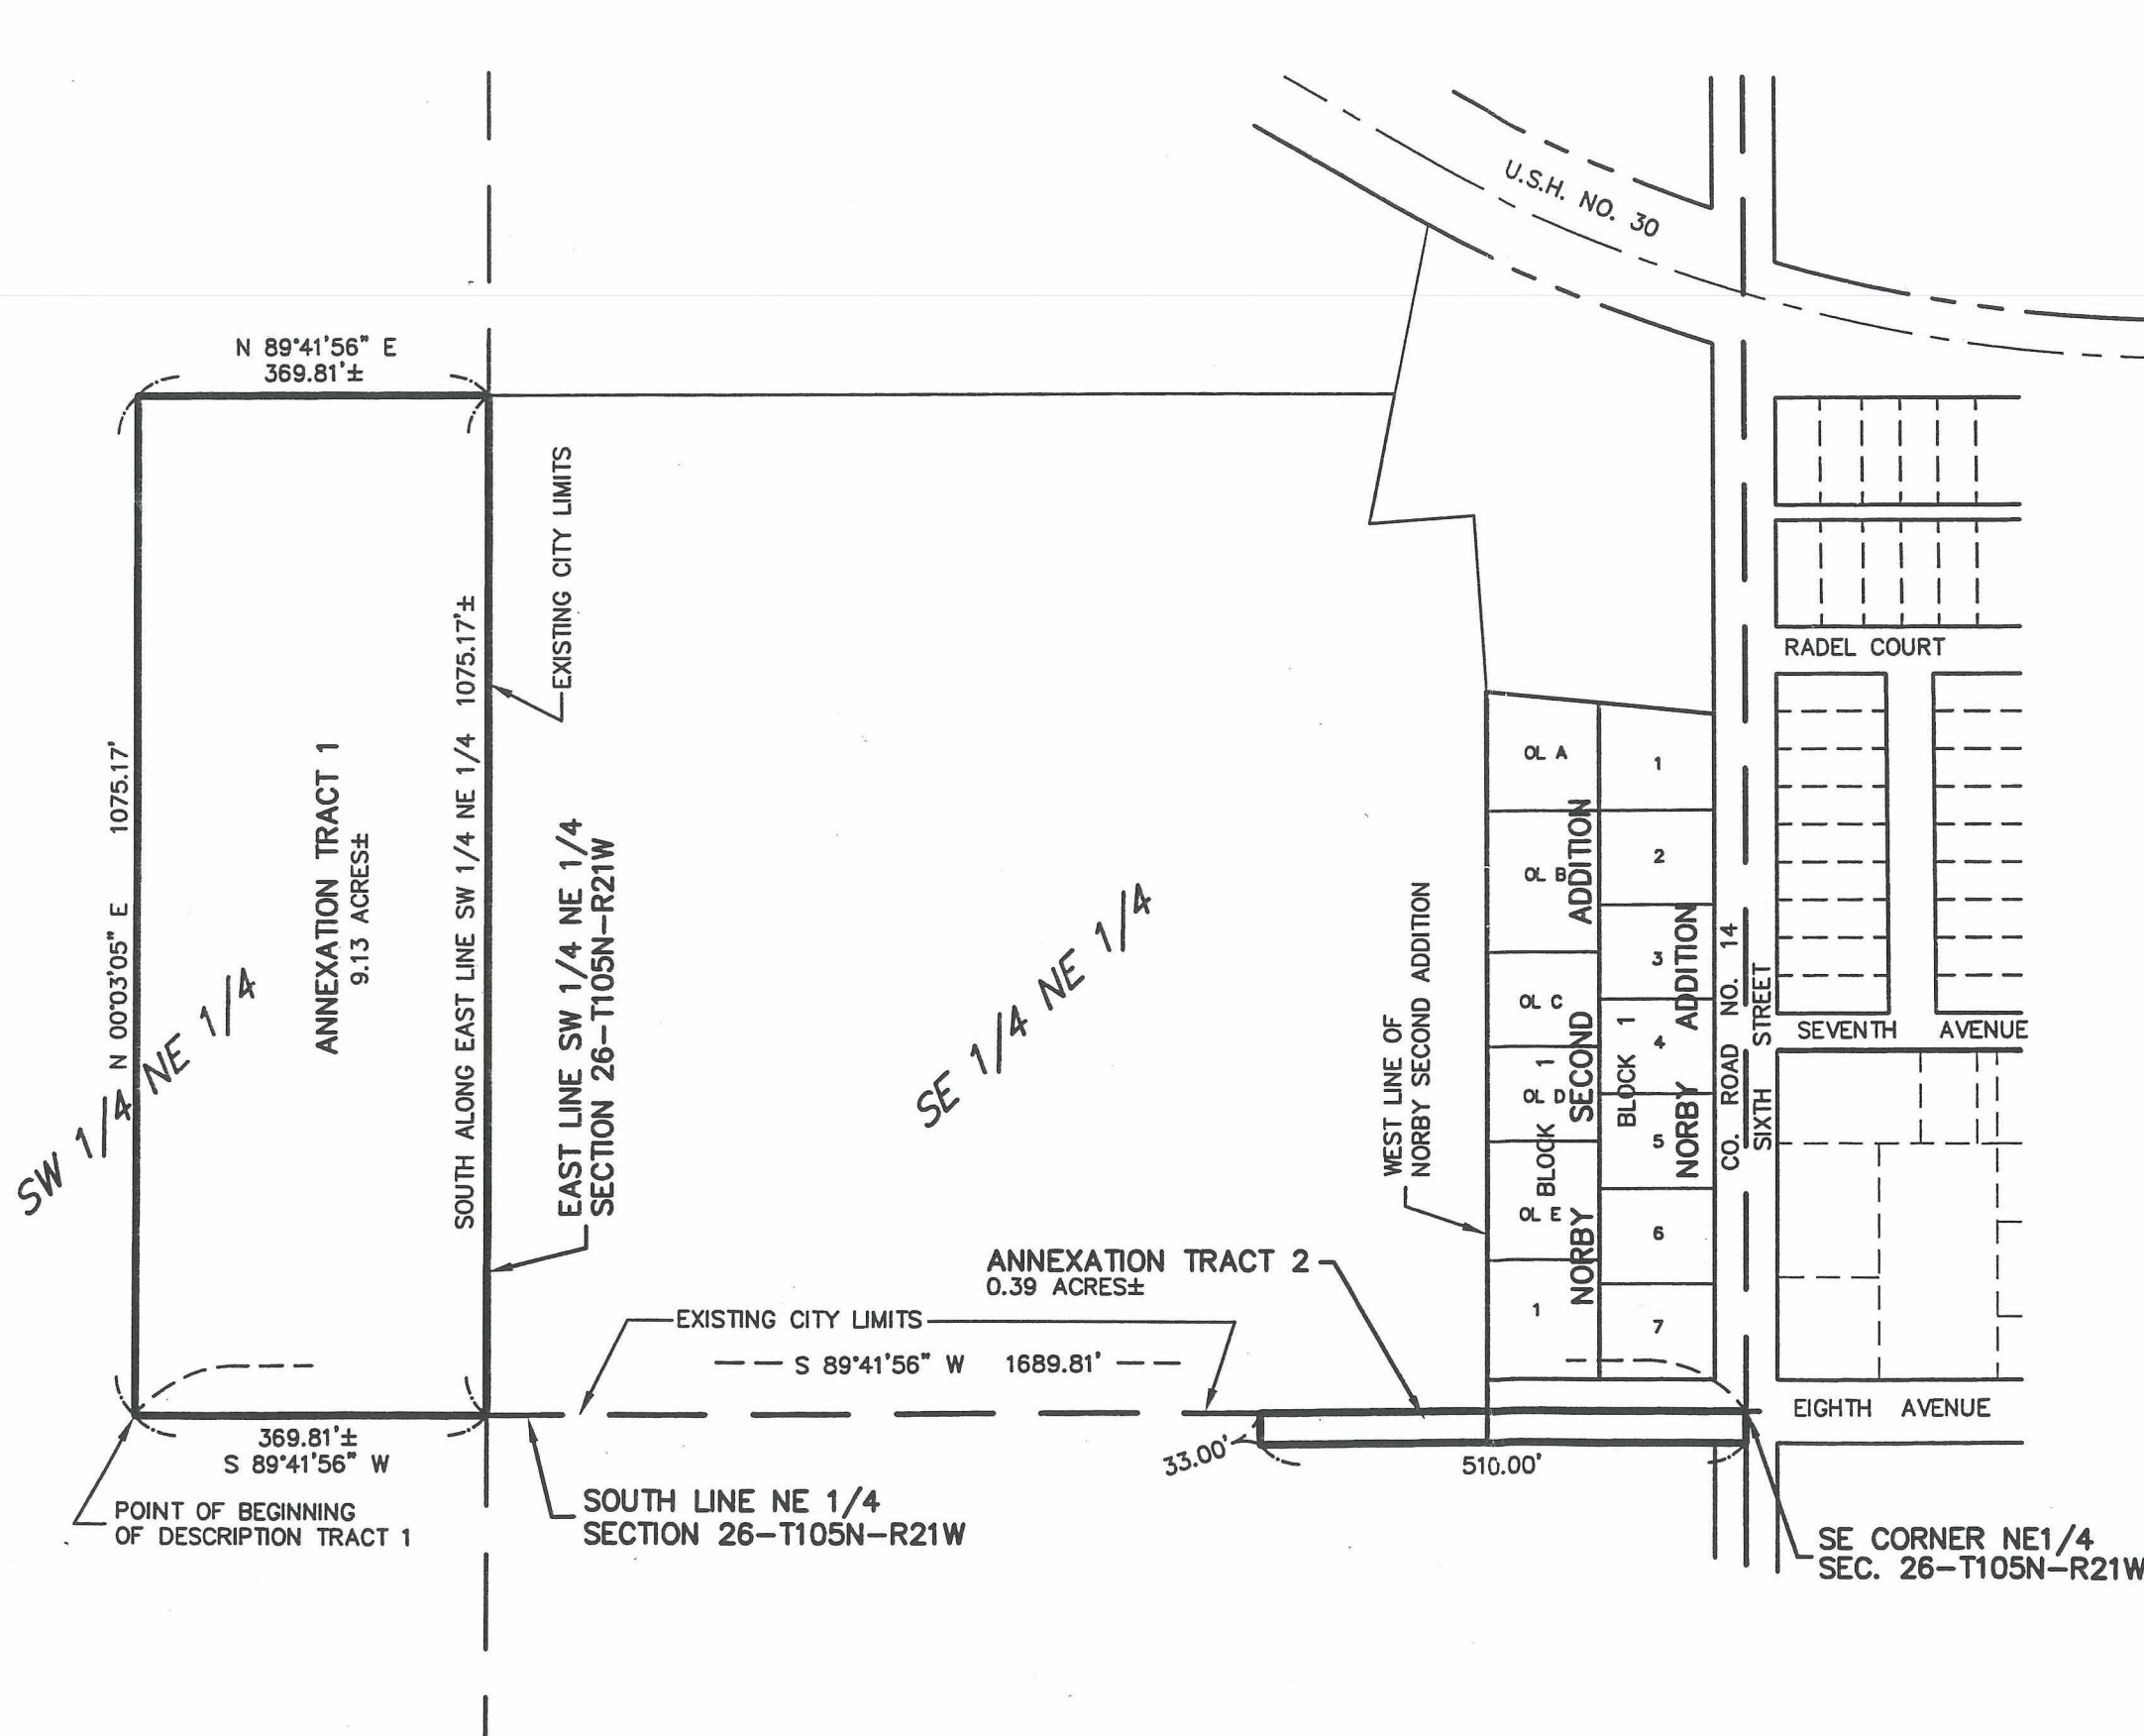 U.S.H. NO. 30
N 89°41'56" E
369.81'±
EXISTING CITY LIMITS
SOUTH ALONG EAST LINE SW 1/4 NE 1/4 1075.17'±
N 00°03'05" E 1075.17'
ANNEXATION TRACT 1
9.13 ACRES±
SW 1/4 NE 1/4
EAST LINE SW 1/4 NE 1/4
SECTION 26-T105N-R21W
SE 1/4 NE 1/4
WEST LINE OF
NORBY SECOND ADDITION
OL A
OL B
OL C
OL D
OL E
1
BLOCK 1
NORBY SECOND ADDITION
1
2
3
4
5
6
7
BLOCK 1
NORBY ADDITION
CO. ROAD NO. 14
SIXTH STREET
RADEL COURT
SEVENTH AVENUE
EIGHTH AVENUE
ANNEXATION TRACT 2
0.39 ACRES±
EXISTING CITY LIMITS
S 89°41'56" W 1689.81'
33.00'
510.00'
369.81'±
S 89°41'56" W
POINT OF BEGINNING
OF DESCRIPTION TRACT 1
SOUTH LINE NE 1/4
SECTION 26-T105N-R21W
SE CORNER NE1/4
SEC. 26-T105N-R21W